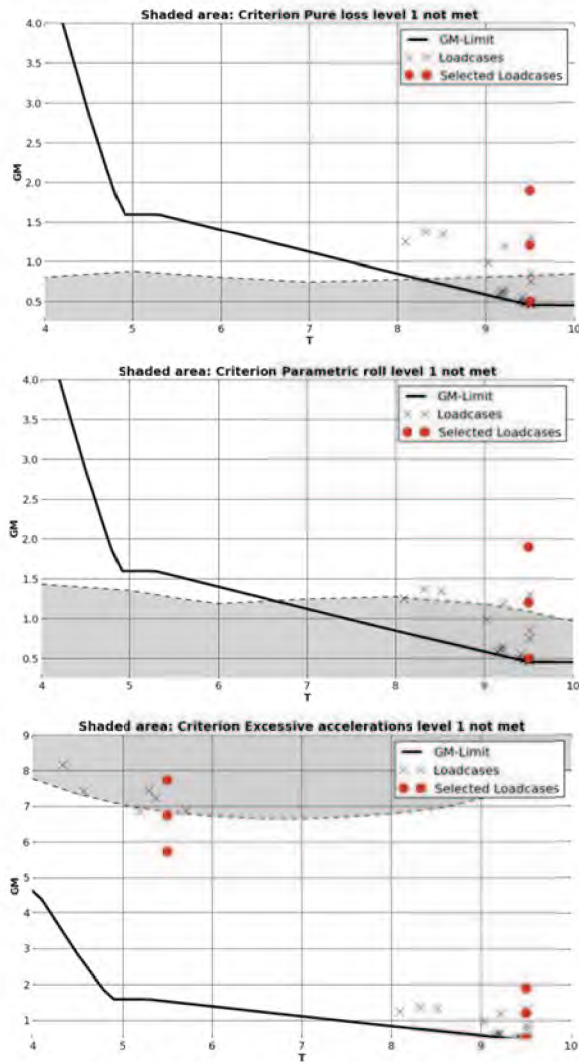 Shaded area: Criterion Pure loss level 1 not met
4.0
GM-Limit
Loadcases
3.5
Selected Loadcases
3.0
2.5
GM
2.0
1.5
1.0
0.5
4 5 6 7 8 9 10
T
Shaded area: Criterion Parametric roll level 1 not met
4.0
GM-Limit
Loadcases
3.5
Selected Loadcases
3.0
2.5
GM
2.0
1.5
1.0
0.5
4 5 6 7 8 9 10
T
Shaded area: Criterion Excessive accelerations level 1 not met
9
GM-Limit
8
Loadcases
Selected Loadcases
7
6
5
GM
4
3
2
1
4 5 6 7 8 9 10
T